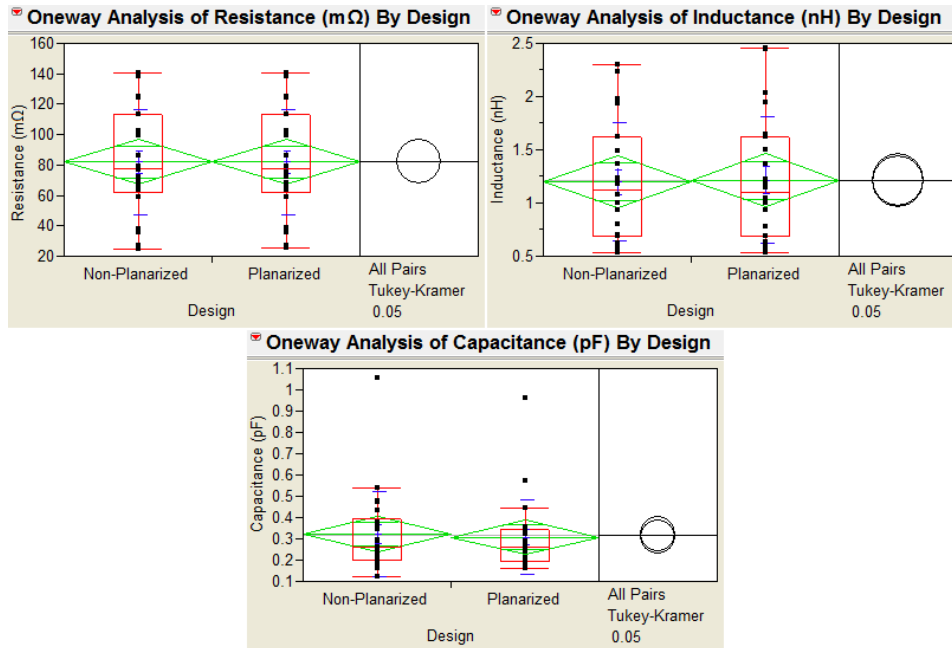 Oneway Analysis of Resistance (mΩ) By Design
160
140
120
100
80
60
40
20
Resistance (mΩ)
Non-Planarized
Planarized
All Pairs
Tukey-Kramer
0.05
Design
Oneway Analysis of Inductance (nH) By Design
2.5
2
1.5
1
0.5
Inductance (nH)
Non-Planarized
Planarized
All Pairs
Tukey-Kramer
0.05
Design
Oneway Analysis of Capacitance (pF) By Design
1.1
1
0.9
0.8
0.7
0.6
0.5
0.4
0.3
0.2
0.1
Capacitance (pF)
Non-Planarized
Planarized
All Pairs
Tukey-Kramer
0.05
Design